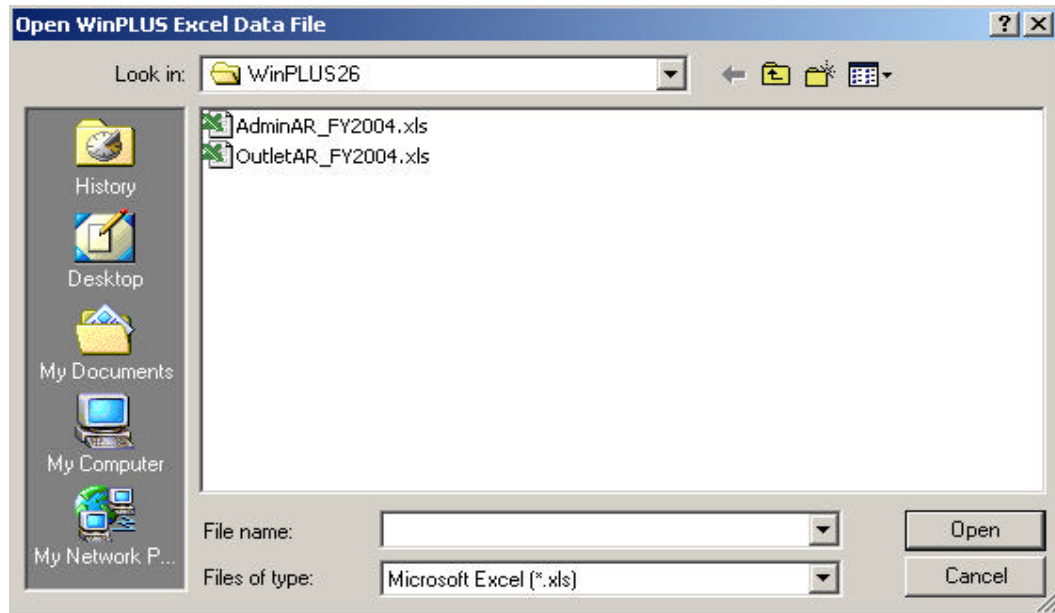 Open WinPLUS Excel Data File
Look in: WinPLUS26
AdminAR_FY2004.xls
OutletAR_FY2004.xls
History
Desktop
My Documents
My Computer
My Network P...
File name: Open
Files of type: Microsoft Excel (*.xls) Cancel